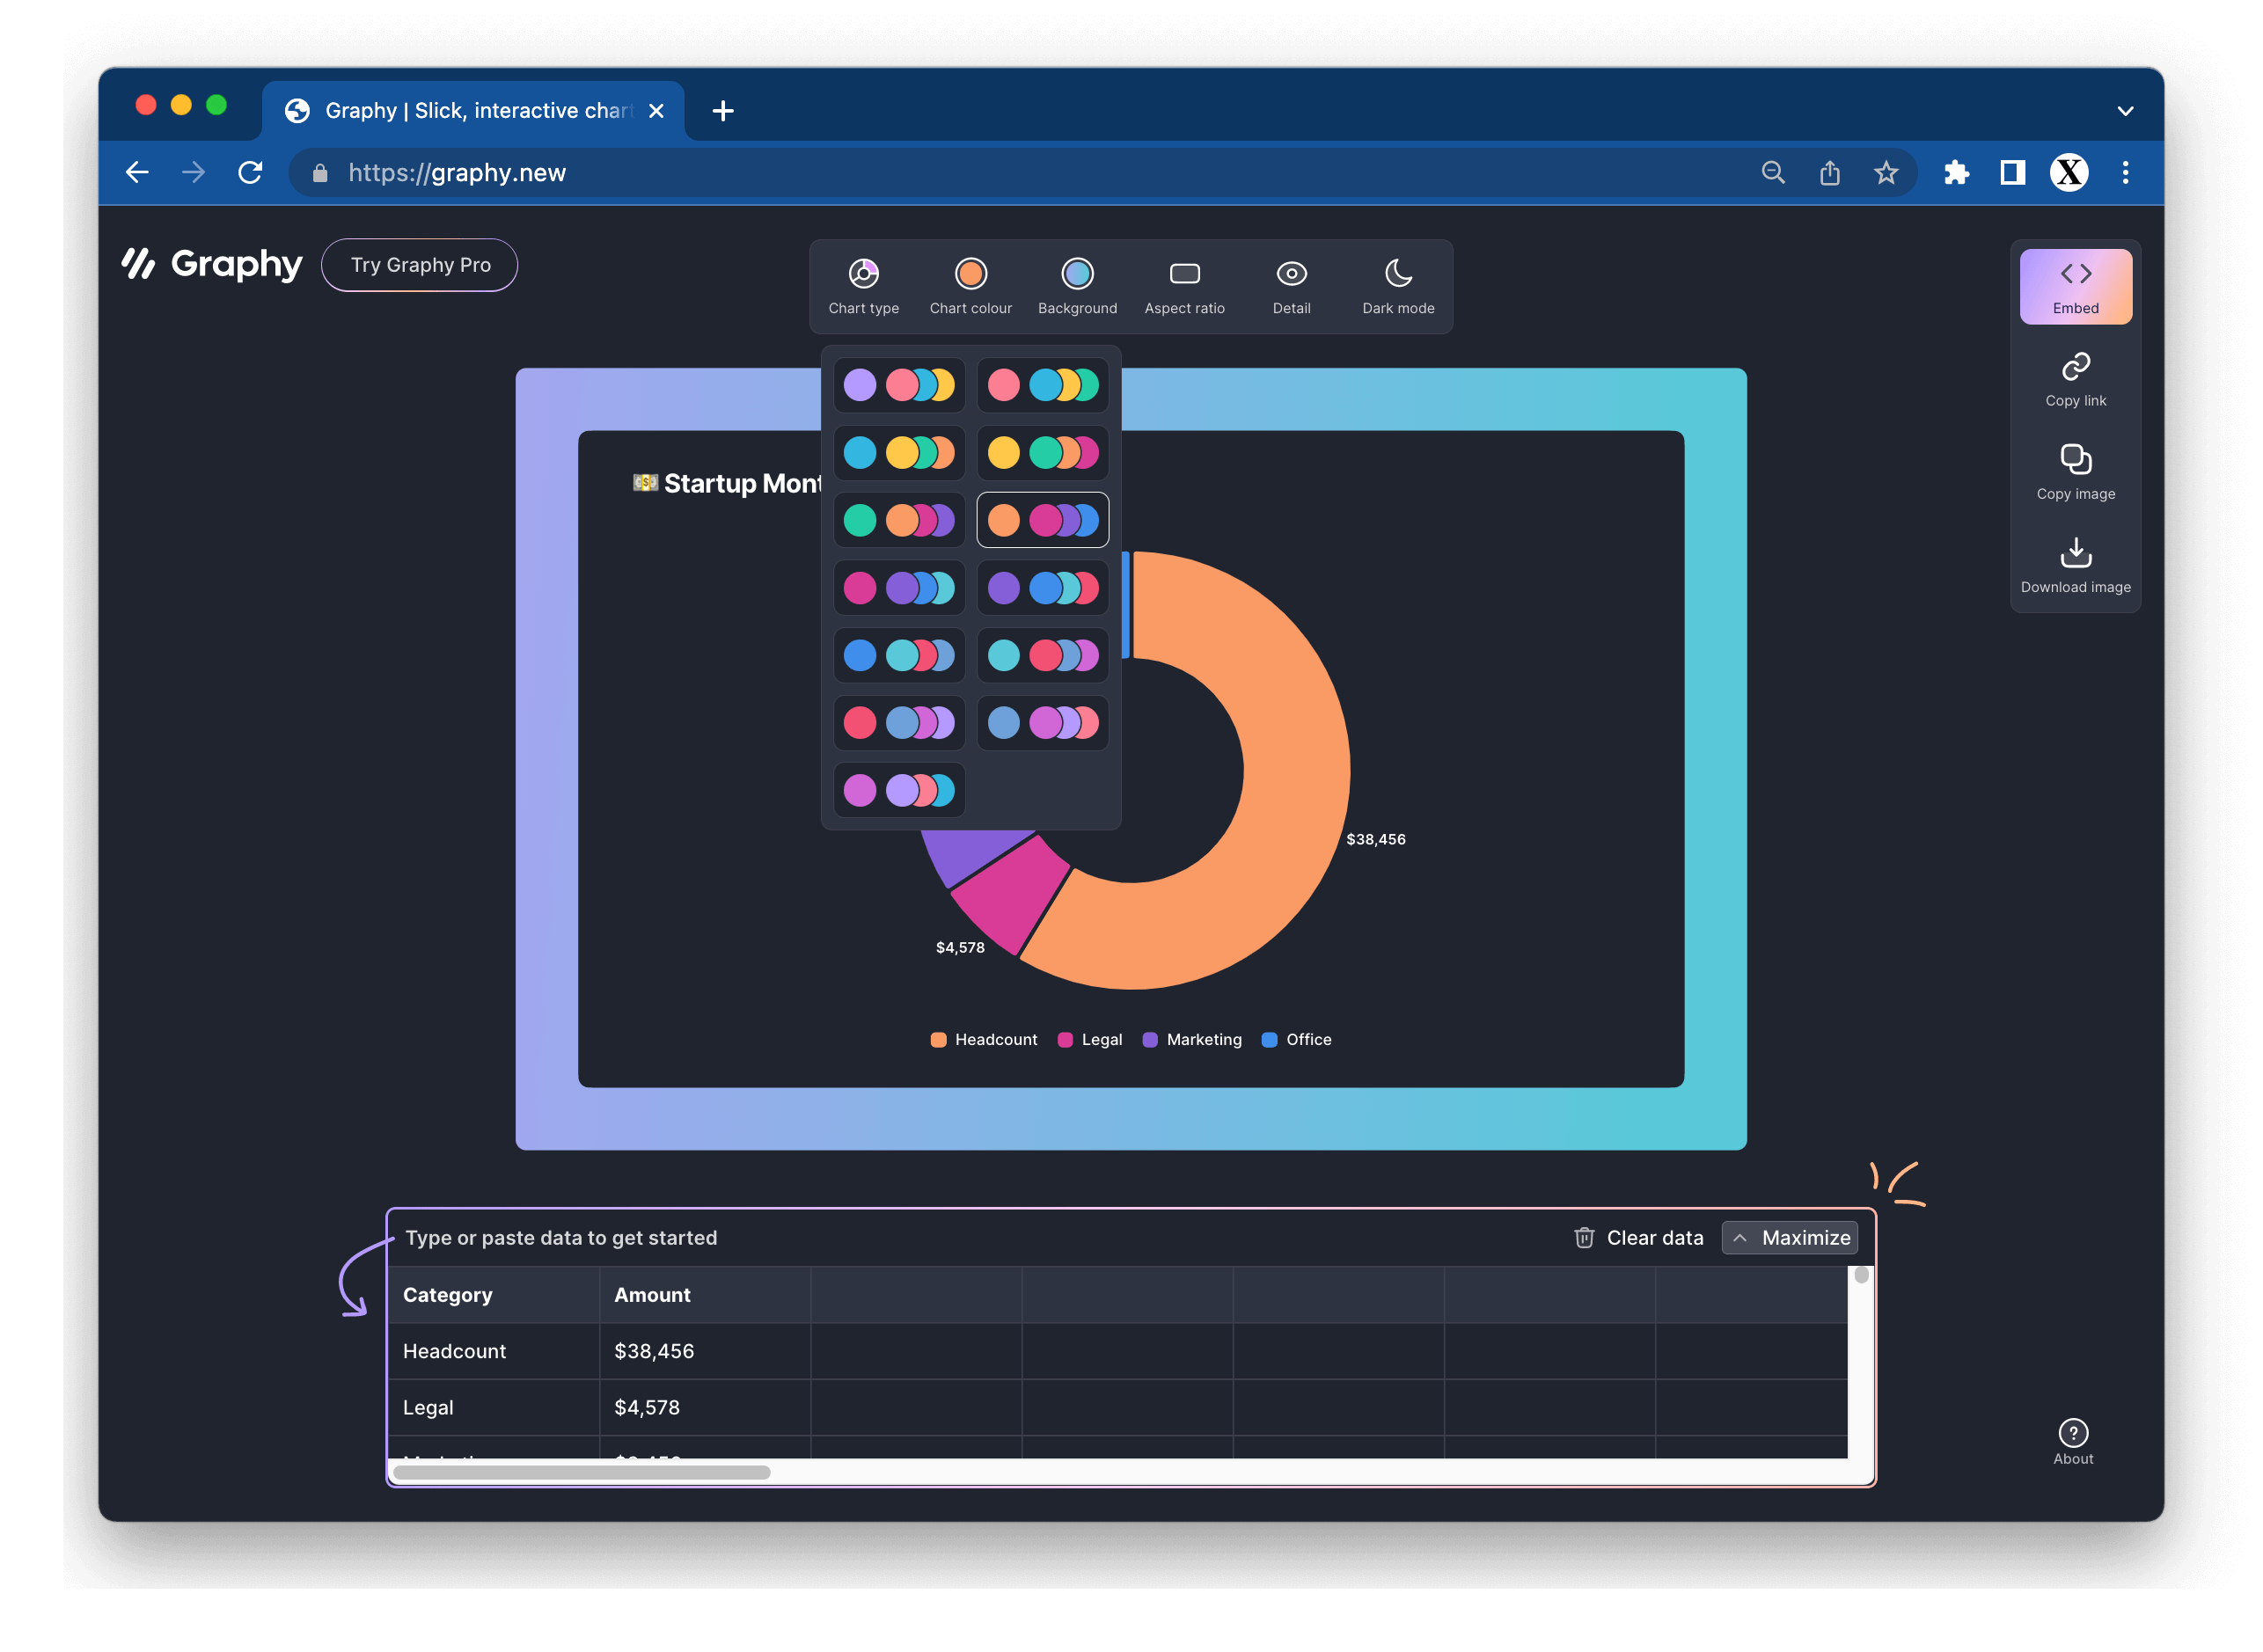 Graphy | Slick, interactive char
https://graphy.new
Graphy
Try Graphy Pro
Chart type
Chart colour
Background
Aspect ratio
Detail
Dark mode
Embed
Copy link
Copy image
Download image
💵 Startup Mont
$38,456
$4,578
Headcount
Legal
Marketing
Office
Type or paste data to get started
Clear data
Maximize
Category Amount
Headcount $38,456
Legal $4,578
?
About